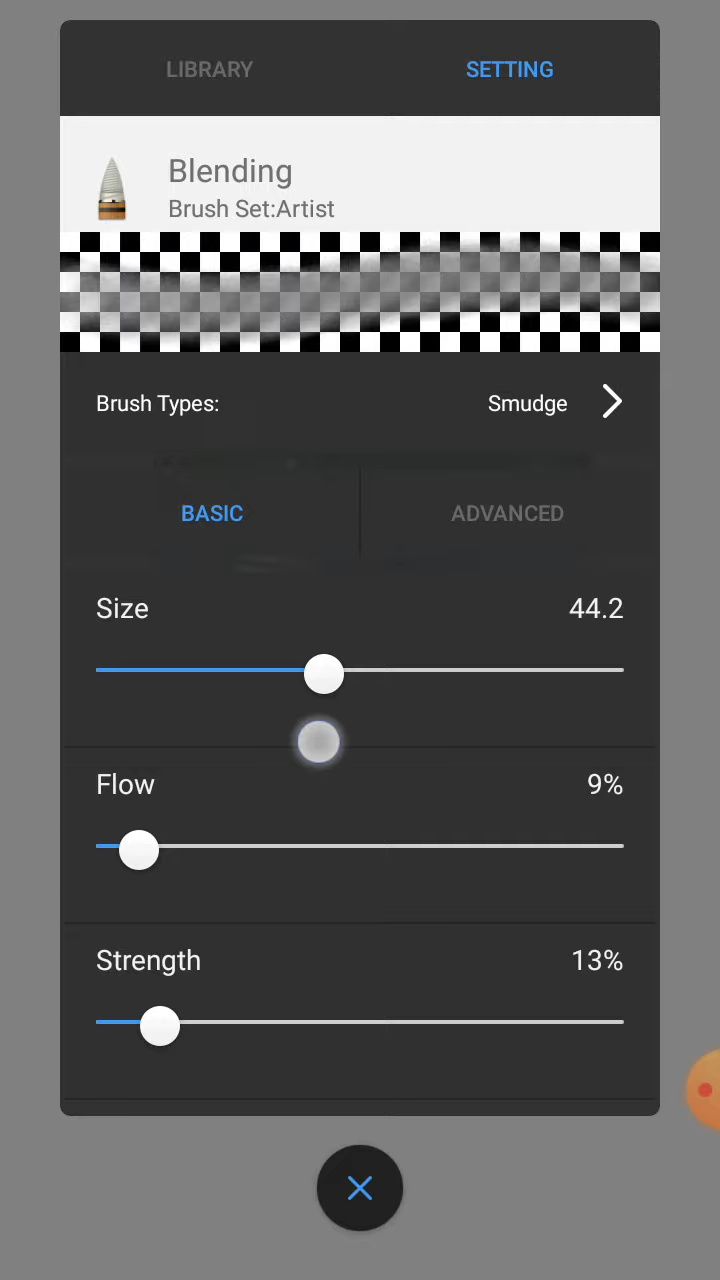 LIBRARY SETTING
Blending
Brush Set:Artist
Brush Types: Smudge
BASIC ADVANCED
Size 44.2
Flow 9%
Strength 13%